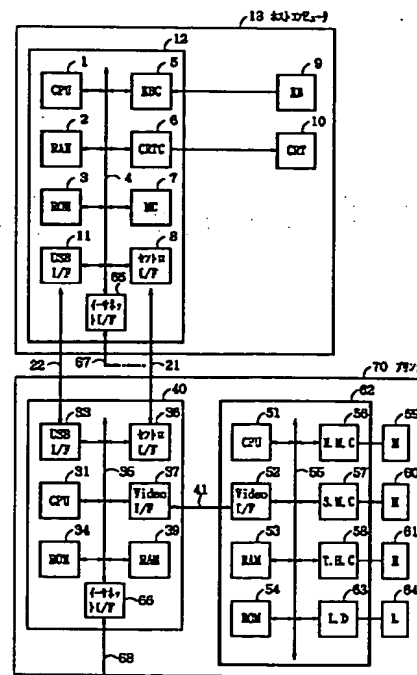 13 ホストコンピュータ
12
1
5
9
CPU
KBC
KB
2
6
10
RAM
CRTC
CRT
3
4
7
ROM
MC
11
8
USB I/F
セントロ I/F
65
イーサネット I/F
22
67
21
70 プリンタ
40
62
33
36
51
56
59
USB I/F
セントロ I/F
CPU
M.M.C
M
31
35
37
52
55
57
60
CPU
Video I/F
41
Video I/F
S.M.C
M
34
39
53
58
61
ROM
RAM
RAM
T.H.C
54
63
64
66
イーサネット I/F
ROM
L.D
L
68